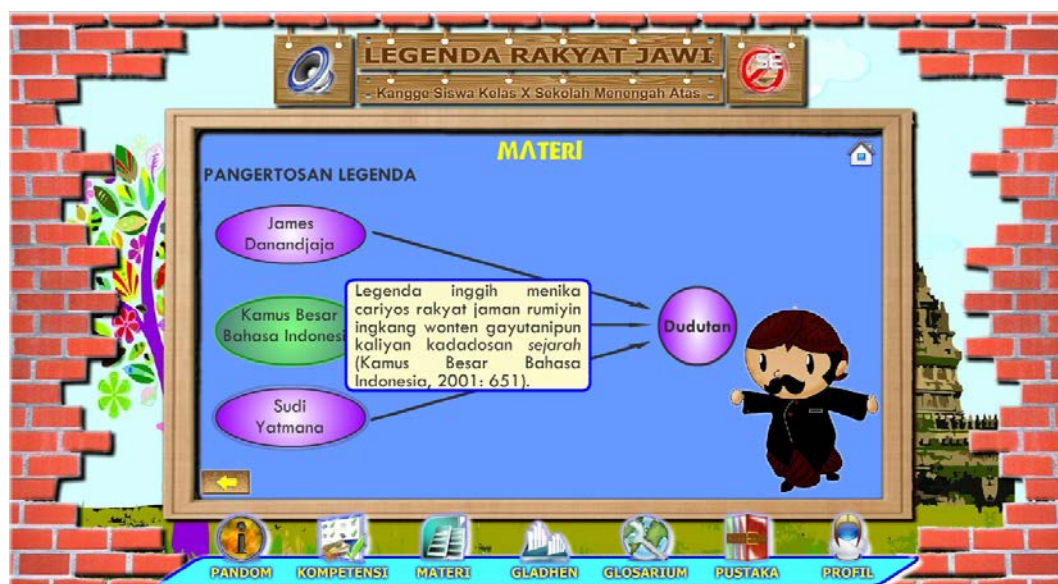 LEGENDA RAKYAT JAWI
Kangge Siswa Kelas X Sekolah Menengah Atas
SE
MATERI
PANGERTOSAN LEGENDA
James
Danandjaja
Kamus Besar
Bahasa Indonesi
Sudi
Yatmana
Legenda inggih menika
cariyos rakyat jaman rumiyin
ingkang wonten gayutanipun
kaliyan kadadosan sejarah
(Kamus Besar Bahasa
Indonesia, 2001: 651).
Dudutan
PANDOM
KOMPETENSI
MATERI
GLADHEN
GLOSARIUM
PUSTAKA
PROFIL